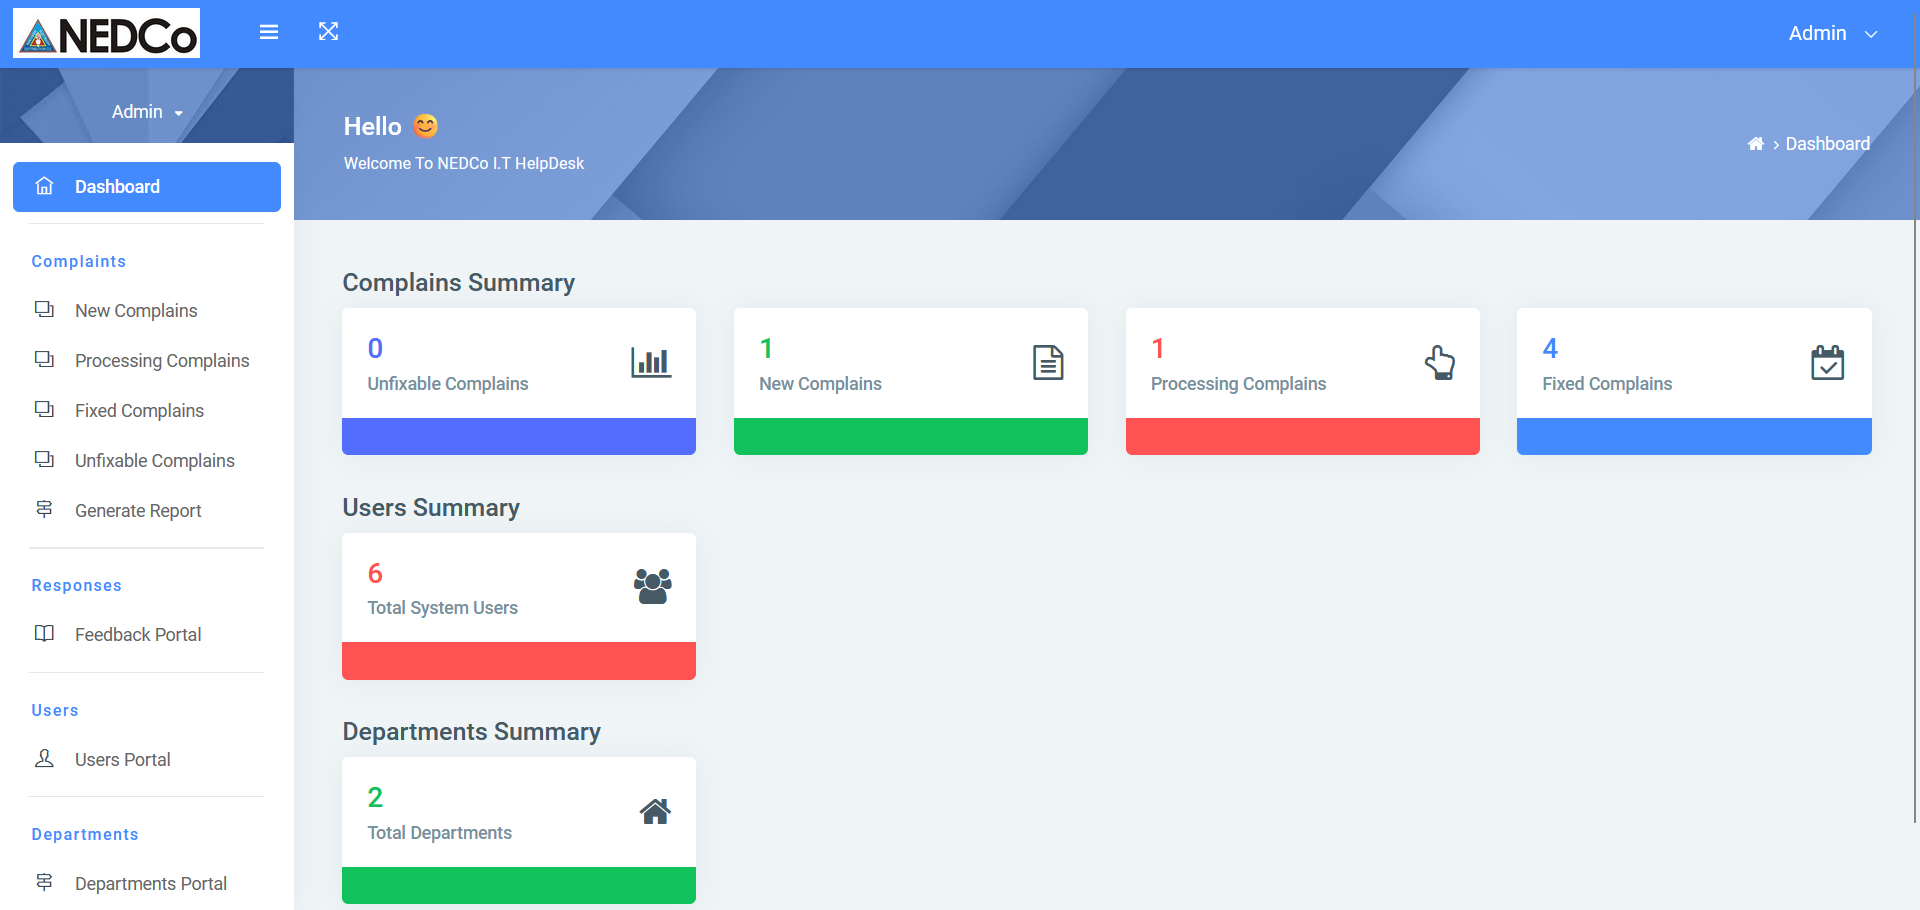 NEDCo
Admin
Admin
Hello 😊
Welcome To NEDCo I.T HelpDesk
> Dashboard
Dashboard
Complaints
New Complains
Processing Complains
Fixed Complains
Unfixable Complains
Generate Report
Responses
Feedback Portal
Users
Users Portal
Departments
Departments Portal
Complains Summary
0
Unfixable Complains
1
New Complains
1
Processing Complains
4
Fixed Complains
Users Summary
6
Total System Users
Departments Summary
2
Total Departments